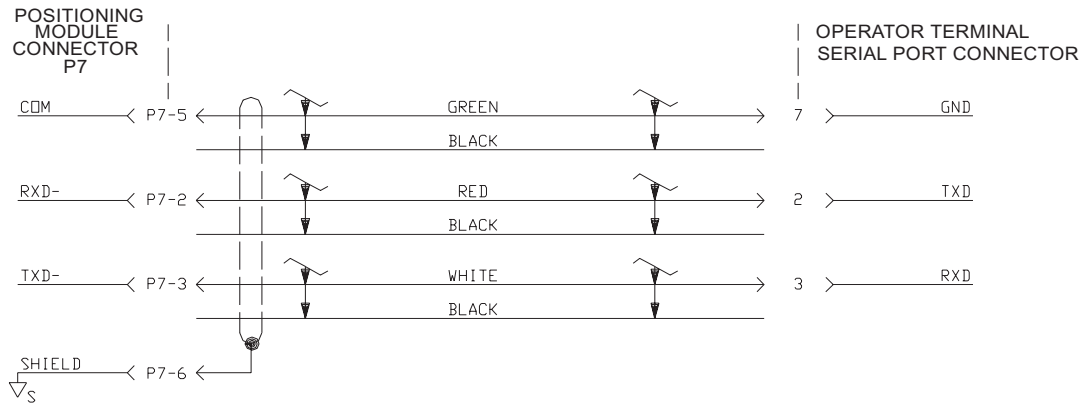 POSITIONING
MODULE
CONNECTOR
P7
OPERATOR TERMINAL
SERIAL PORT CONNECTOR
COM P7-5 GREEN 7 GND
BLACK
RXD- P7-2 RED 2 TXD
BLACK
TXD- P7-3 WHITE 3 RXD
BLACK
SHIELD P7-6
S